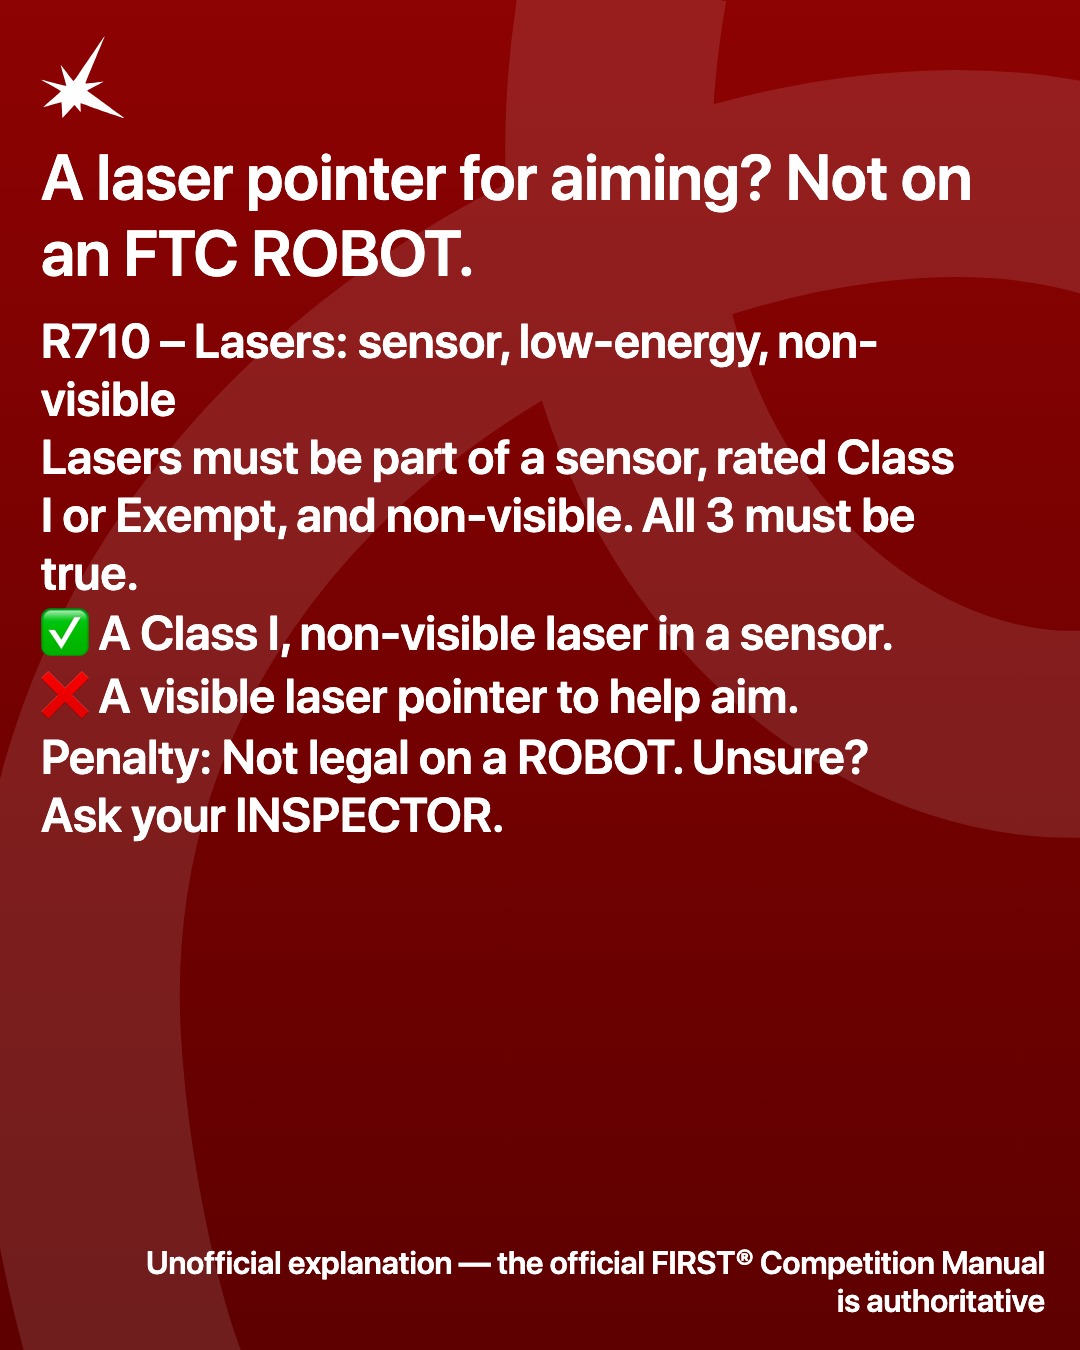 A laser pointer for aiming? Not on
an FTC ROBOT.
R710 – Lasers: sensor, low-energy, non-
visible
Lasers must be part of a sensor, rated Class
I or Exempt, and non-visible. All 3 must be
true.
✅ A Class I, non-visible laser in a sensor.
❌ A visible laser pointer to help aim.
Penalty: Not legal on a ROBOT. Unsure?
Ask your INSPECTOR.
Unofficial explanation — the official FIRST® Competition Manual
is authoritative